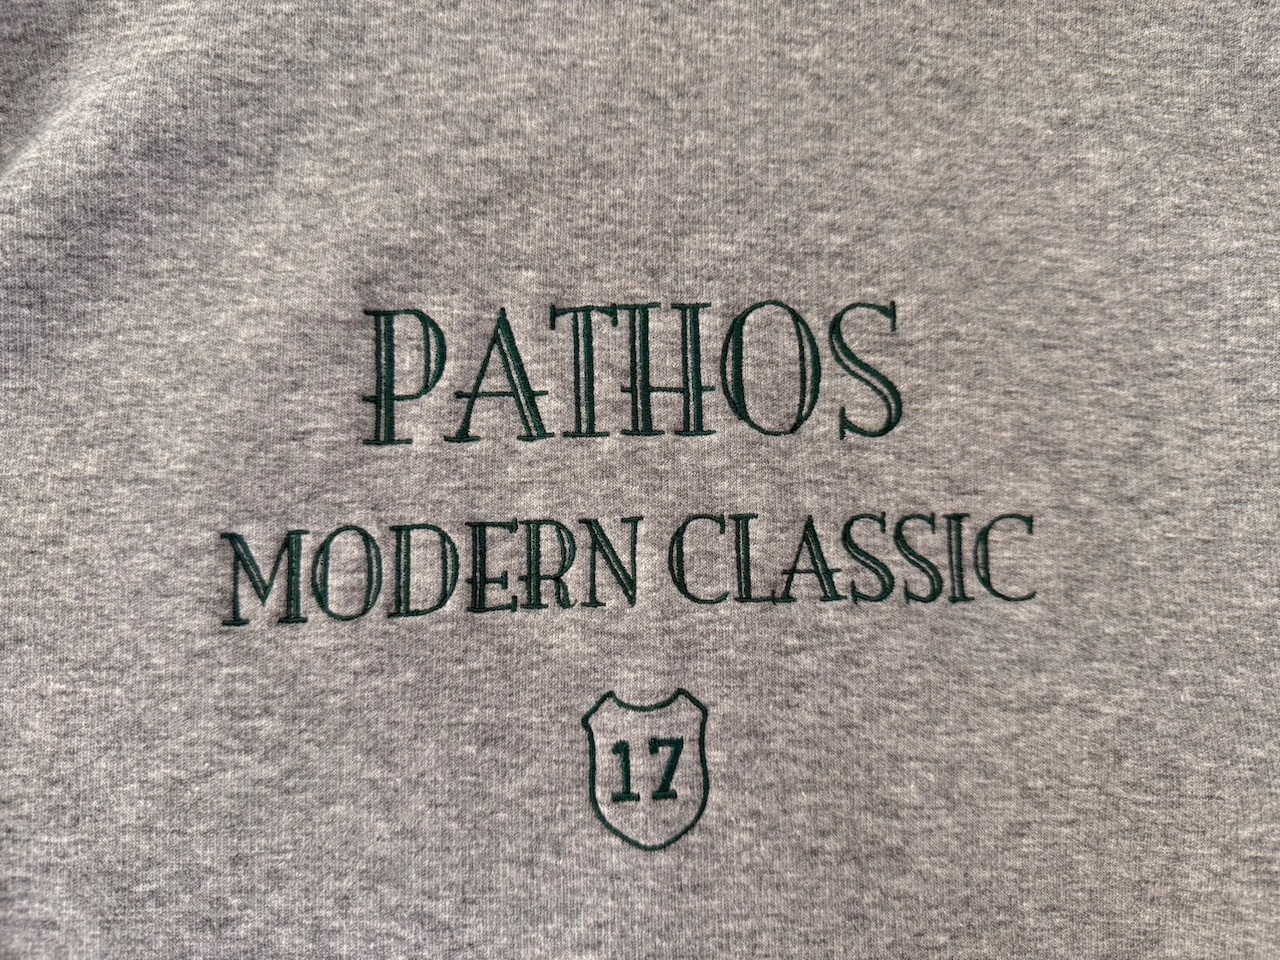 PATHOS
MODERN CLASSIC
17